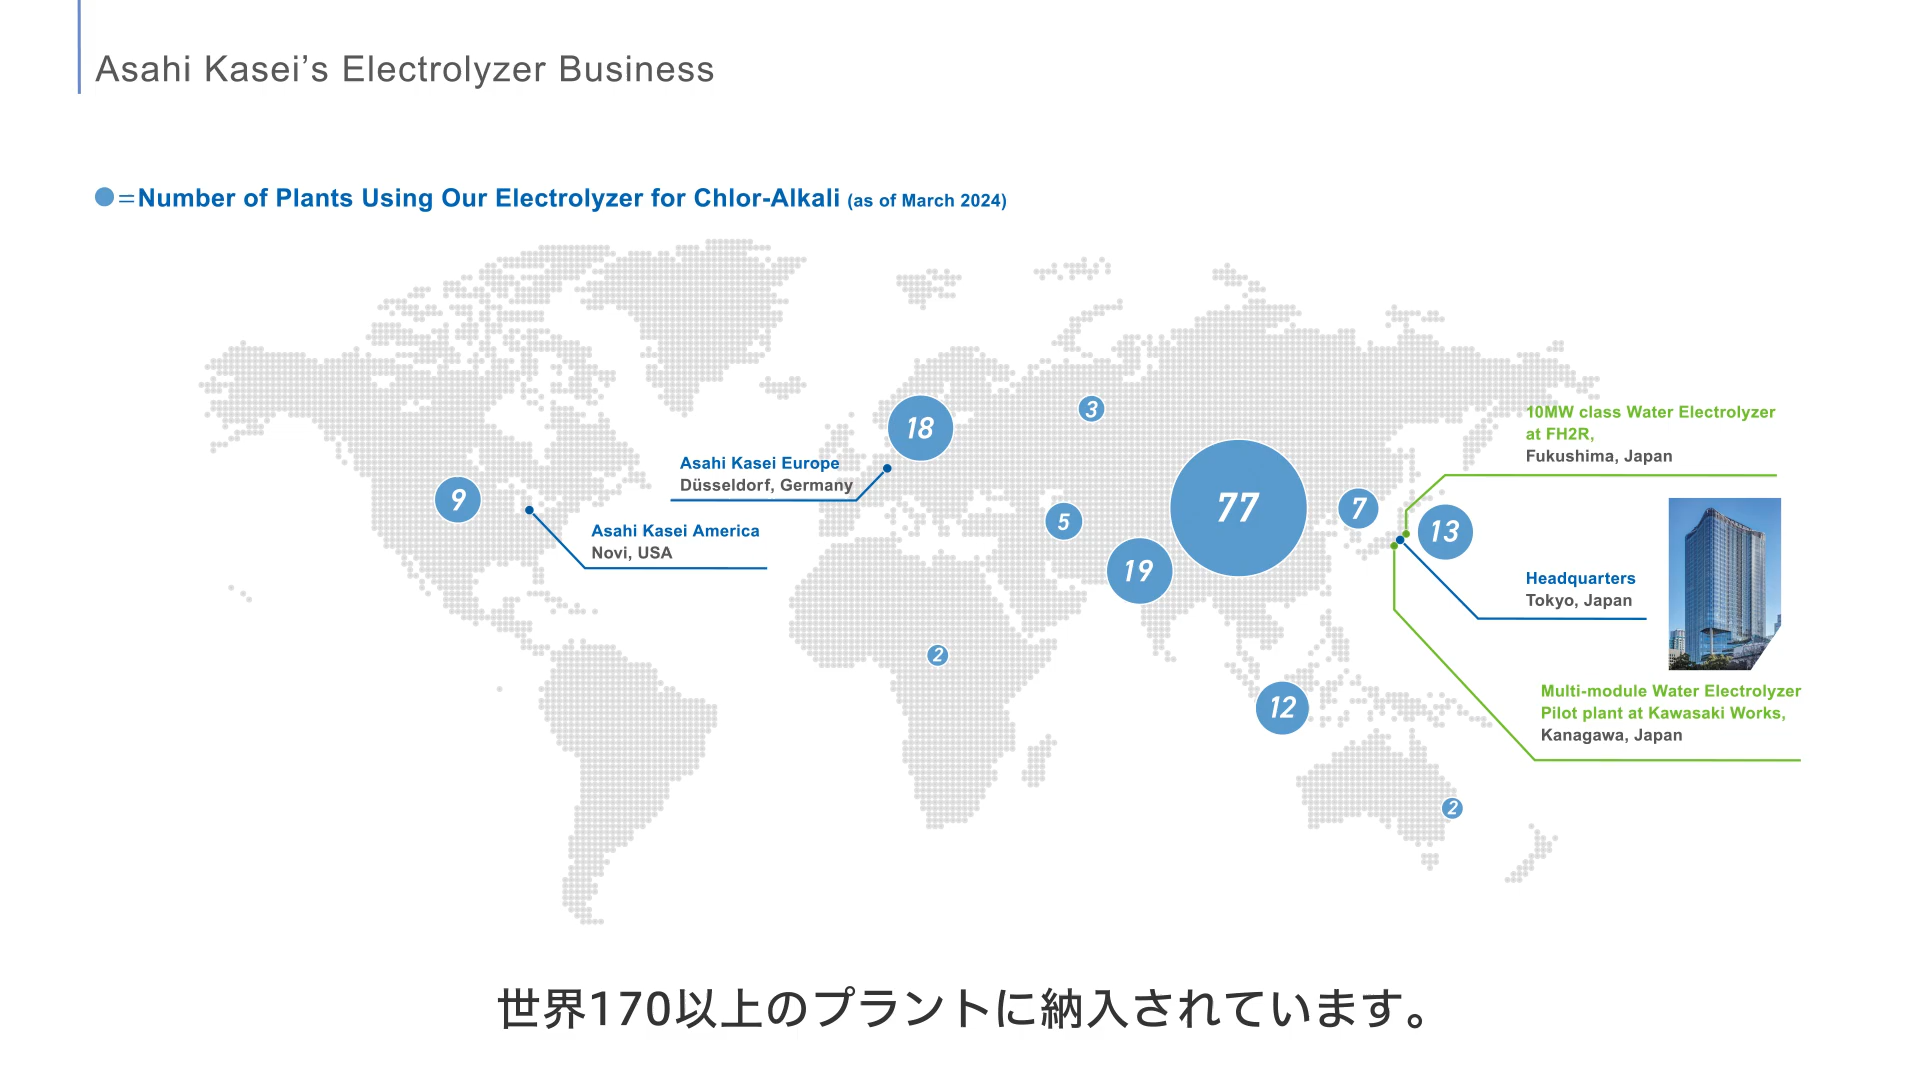 Asahi Kasei’s Electrolyzer Business
=Number of Plants Using Our Electrolyzer for Chlor-Alkali (as of March 2024)
3
10MW class Water Electrolyzer
at FH2R,
Fukushima, Japan
18
Asahi Kasei Europe
Düsseldorf, Germany
9
77
7
5
13
Asahi Kasei America
Novi, USA
19
Headquarters
Tokyo, Japan
2
12
Multi-module Water Electrolyzer
Pilot plant at Kawasaki Works,
Kanagawa, Japan
2
世界170以上のプラントに納入されています。